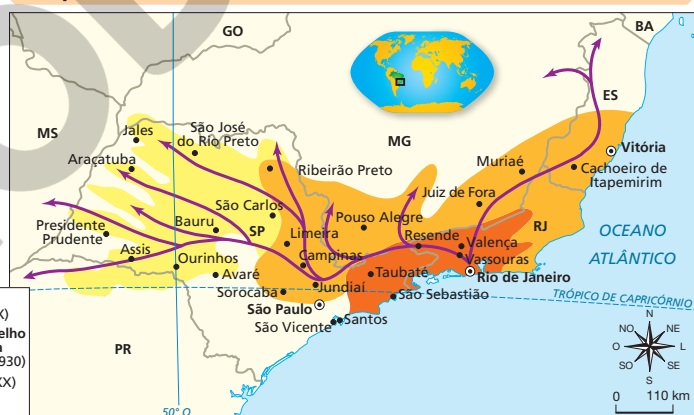 GO
BA
ES
MS
MG
Jales
São José
do Rio Preto
Araçatuba
Ribeirão Preto
Muriaé
Vitória
Cachoeiro de
Itapemirim
Juiz de Fora
São Carlos
Pouso Alegre
Presidente
Prudente
Bauru
SP
Limeira
Resende
Valença
RJ
OCEANO
ATLÂNTICO
Assis
Ourinhos
Campinas
Vassouras
Avaré
Taubaté
Rio de Janeiro
Sorocaba
Jundiaí
São Sebastião
TRÓPICO DE CAPRICÓRNIO
São Paulo
São Vicente
Santos
PR
X)
elho
930)
XX)
N
NO
NE
O
L
SO
SE
S
0 110 km
50° O